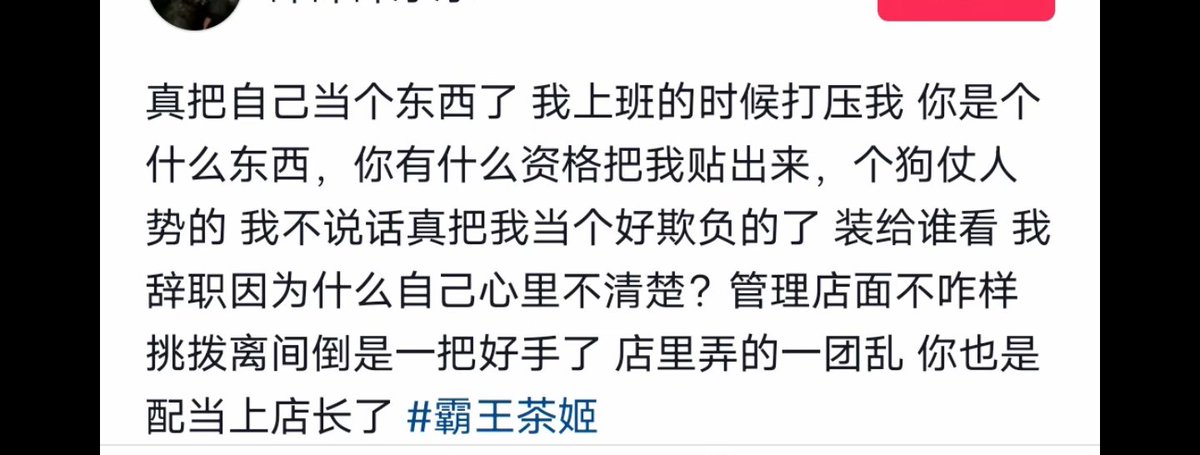 真把自己当个东西了 我上班的时候打压我 你是个
什么东西，你有什么资格把我贴出来，个狗仗人
势的 我不说话真把我当个好欺负的了 装给谁看 我
辞职因为什么自己心里不清楚？管理店面不咋样
挑拨离间倒是一把好手了 店里弄的一团乱 你也是
配当上店长了 #霸王茶姬